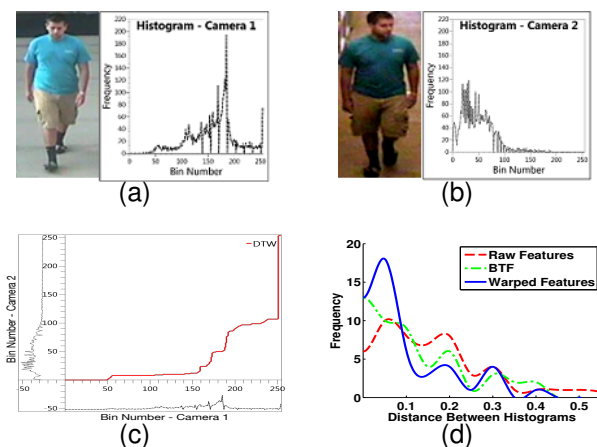 Histogram - Camera 1
Frequency
220
200
180
160
140
120
100
80
60
40
20
0
0 50 100 150 200 250
Bin Number
(a)
Histogram - Camera 2
Frequency
220
200
180
160
140
120
100
80
60
40
20
0
0 50 100 150 200 250
Bin Number
(b)
DTW
Bin Number - Camera 2
250
200
150
100
50
-50
-50 0 50 100 150 200 250
Bin Number - Camera 1
(c)
Raw Features
BTF
Warped Features
Frequency
20
15
10
5
0
0.1 0.2 0.3 0.4 0.5
Distance Between Histograms
(d)